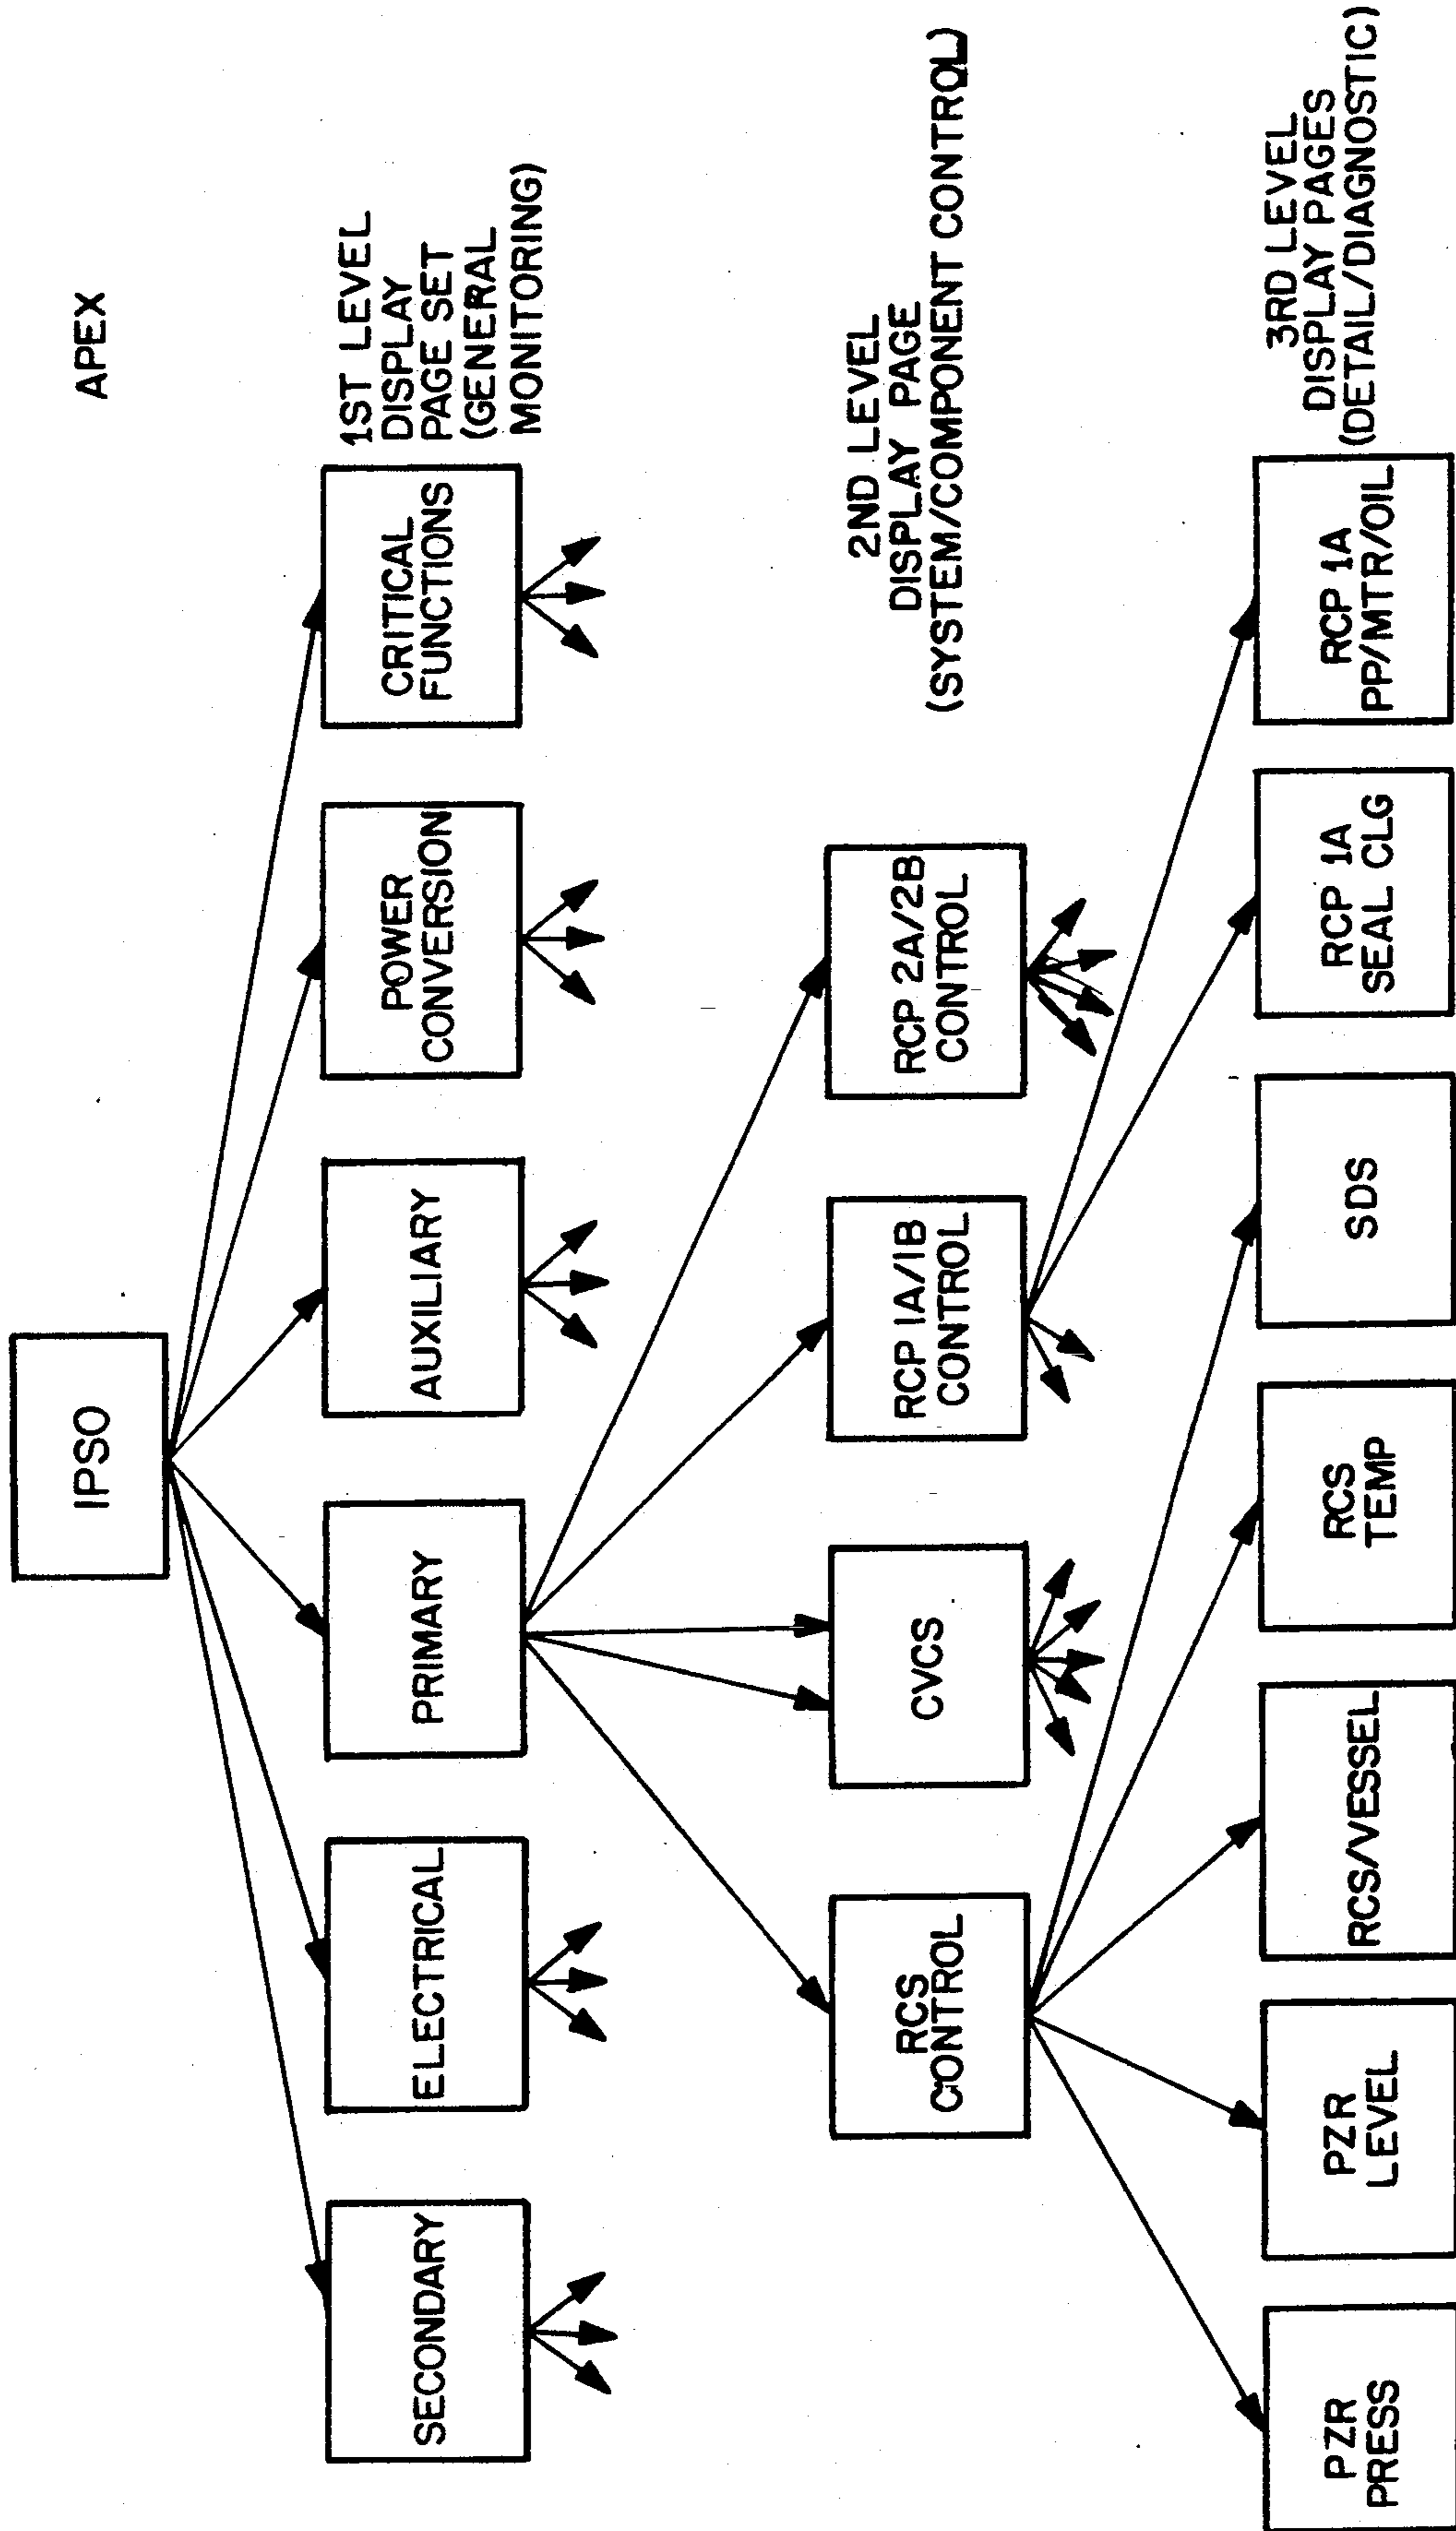 APEX
IPSO
1ST LEVEL
DISPLAY
PAGE SET
(GENERAL
MONITORING)
SECONDARY
ELECTRICAL
PRIMARY
AUXILIARY
POWER
CONVERSION
CRITICAL
FUNCTIONS
2ND LEVEL
DISPLAY PAGE
(SYSTEM/COMPONENT CONTROL)
RCS
CONTROL
CVCS
RCP 1A/1B
CONTROL
RCP 2A/2B
CONTROL
3RD LEVEL
DISPLAY PAGES
(DETAIL/DIAGNOSTIC)
PZR
PRESS
PZR
LEVEL
RCS/VESSEL
RCS
TEMP
SDS
RCP 1A
SEAL CLG
RCP 1A
PP/MTR/OIL